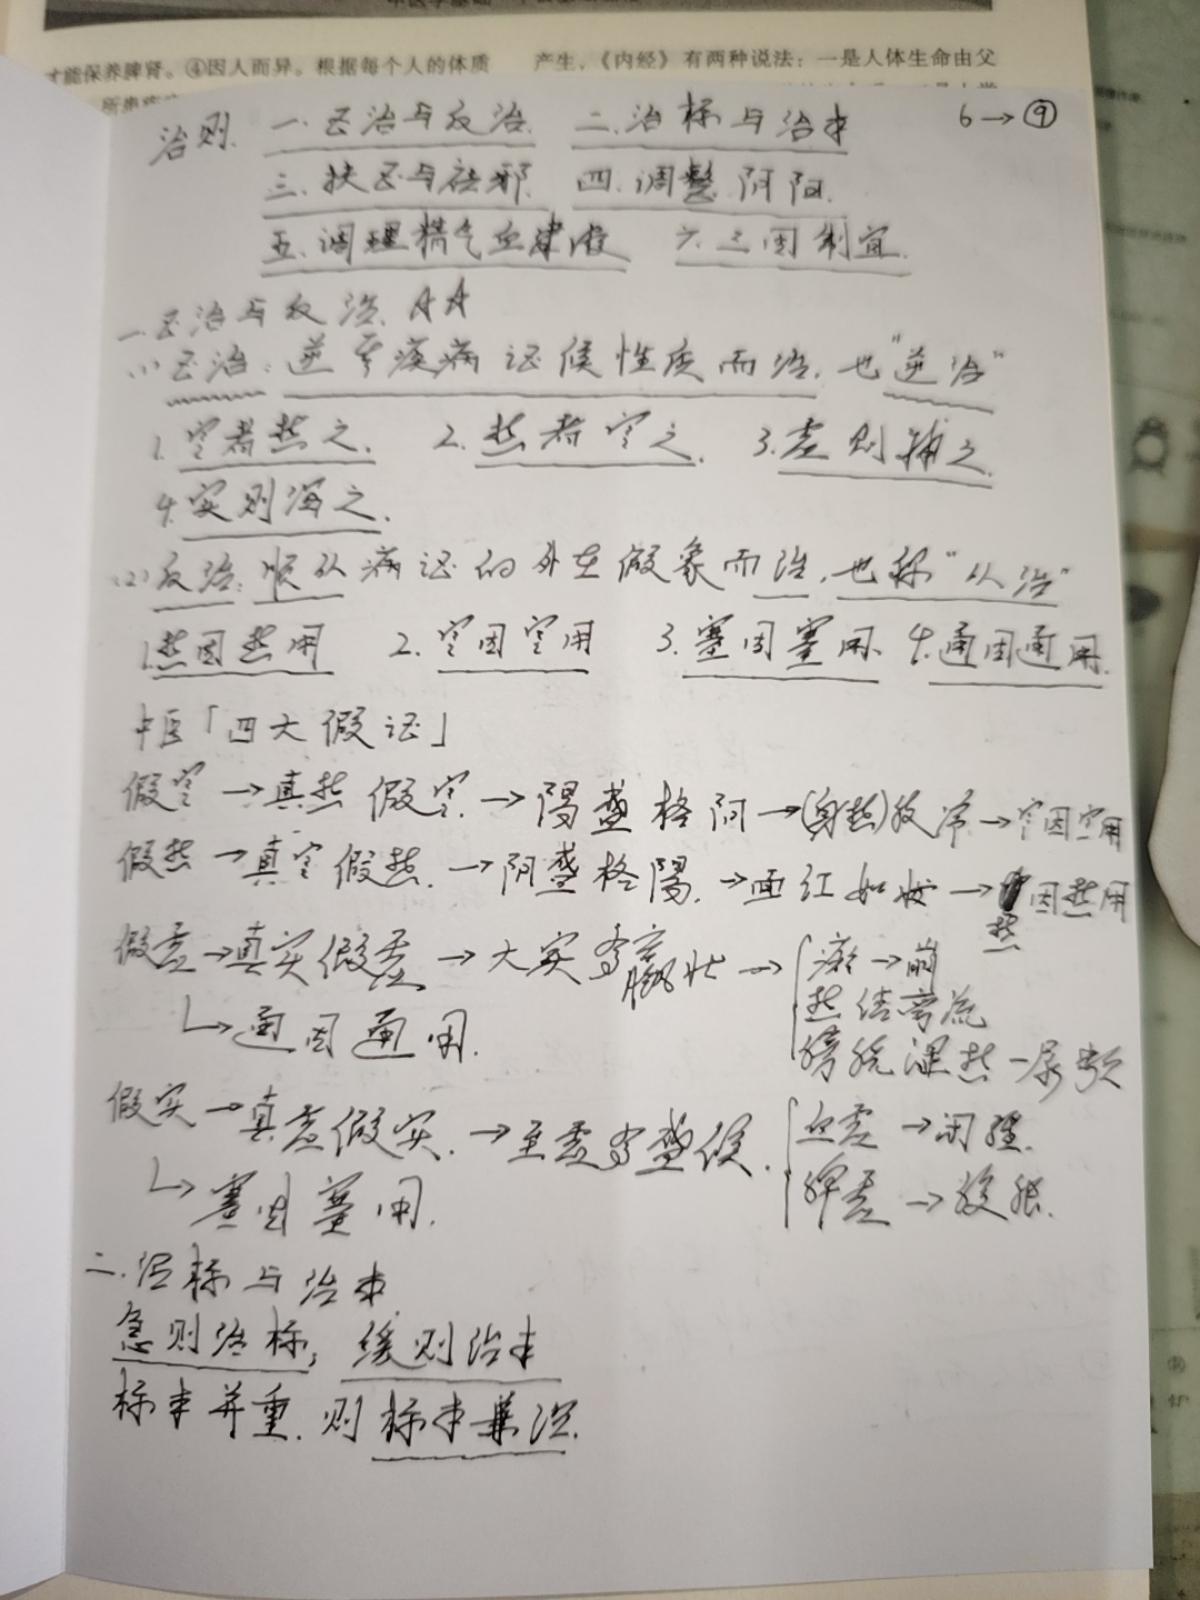 才能保养脾肾。④因人而异。根据每个人的体质
产生,《内经》有两种说法:一是人体生命由父
6→⑨
治则. 一.正治与反治. 二.治标与治本
三.扶正与祛邪. 四.调整阴阳.
五.调理精气血津液 六.三因制宜.
一.正治与反治. AA
(1)正治:逆其疾病证候性质而治.也"逆治"
1.寒者热之. 2.热者寒之. 3.虚则补之.
4.实则泻之.
(2)反治:顺从病证的外在假象而治.也称"从治"
1.热因热用 2.寒因寒用 3.塞因塞用. 4.通因通用.
中医「四大假证」
假寒→真热假寒.→陽盛格阴→(身热)肢冷→寒因寒用
假热→真寒假热.→阴盛格陽.→面红如妝→热因热用
假虚→真实假虚→大实有羸状→{瘀→崩
热结旁流
膀胱湿热—尿频
↳通因通用.
假实→真虚假实.→至虚有盛候.{血虚→闭经.
脾虚→腹胀.
↳塞因塞用.
二.治标与治本
急则治标;缓则治本
标本并重.则标本兼治.